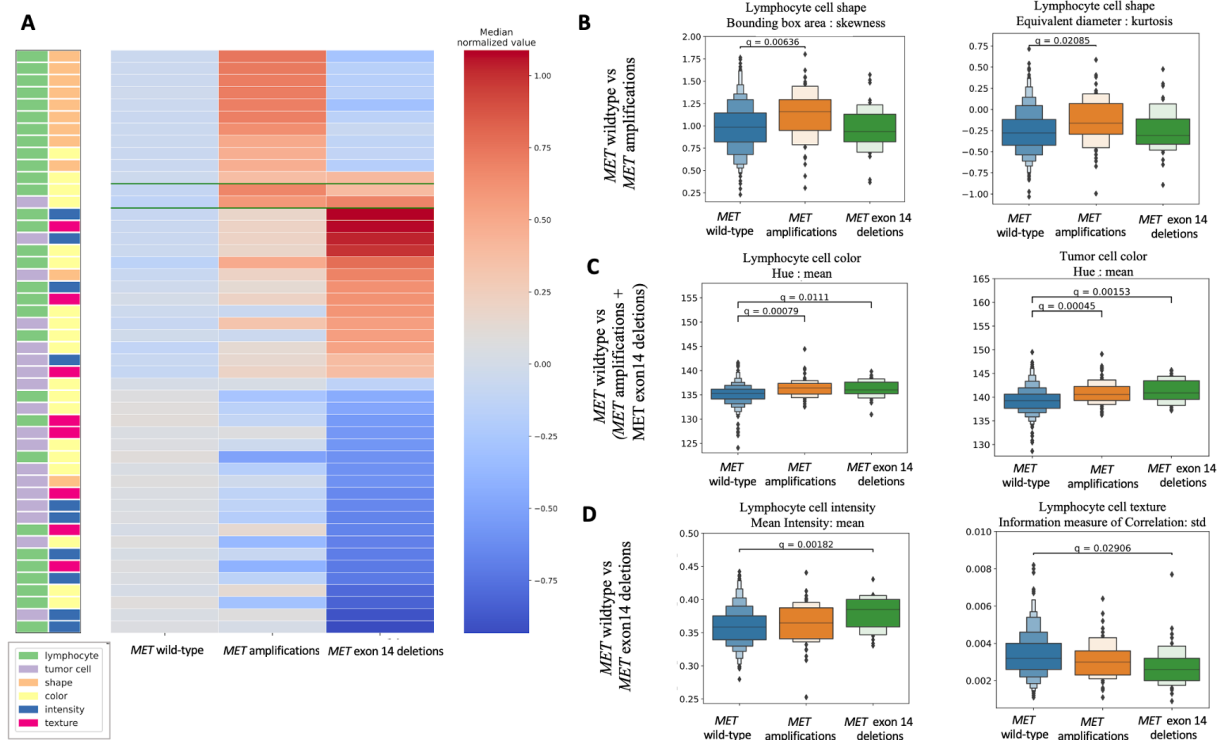 A
Median
normalized value
1.00
0.75
0.50
0.25
0.00
−0.25
−0.50
−0.75
MET wild-type
MET amplifications
MET exon 14 deletions
lymphocyte
tumor cell
shape
color
intensity
texture
B
MET wildtype vs
MET amplifications
Lymphocyte cell shape
Bounding box area : skewness
q = 0.00636
2.00
1.75
1.50
1.25
1.00
0.75
0.50
0.25
MET
wild-type
MET
amplifications
MET exon 14
deletions
Lymphocyte cell shape
Equivalent diameter : kurtosis
q = 0.02085
0.75
0.50
0.25
0.00
−0.25
−0.50
−0.75
−1.00
MET
wild-type
MET
amplifications
MET exon 14
deletions
C
MET wildtype vs
(MET amplifications +
MET exon14 deletions)
Lymphocyte cell color
Hue : mean
q = 0.0111
q = 0.00079
155
150
145
140
135
130
125
MET
wild-type
MET
amplifications
MET exon 14
deletions
Tumor cell color
Hue : mean
q = 0.00153
q = 0.00045
165
160
155
150
145
140
135
130
MET
wild-type
MET
amplifications
MET exon 14
deletions
D
MET wildtype vs
MET exon14 deletions
Lymphocyte cell intensity
Mean Intensity: mean
q = 0.00182
0.50
0.45
0.40
0.35
0.30
0.25
MET
wild-type
MET
amplifications
MET exon 14
deletions
Lymphocyte cell texture
Information measure of Correlation: std
q = 0.02906
0.010
0.008
0.006
0.004
0.002
MET
wild-type
MET
amplifications
MET exon 14
deletions